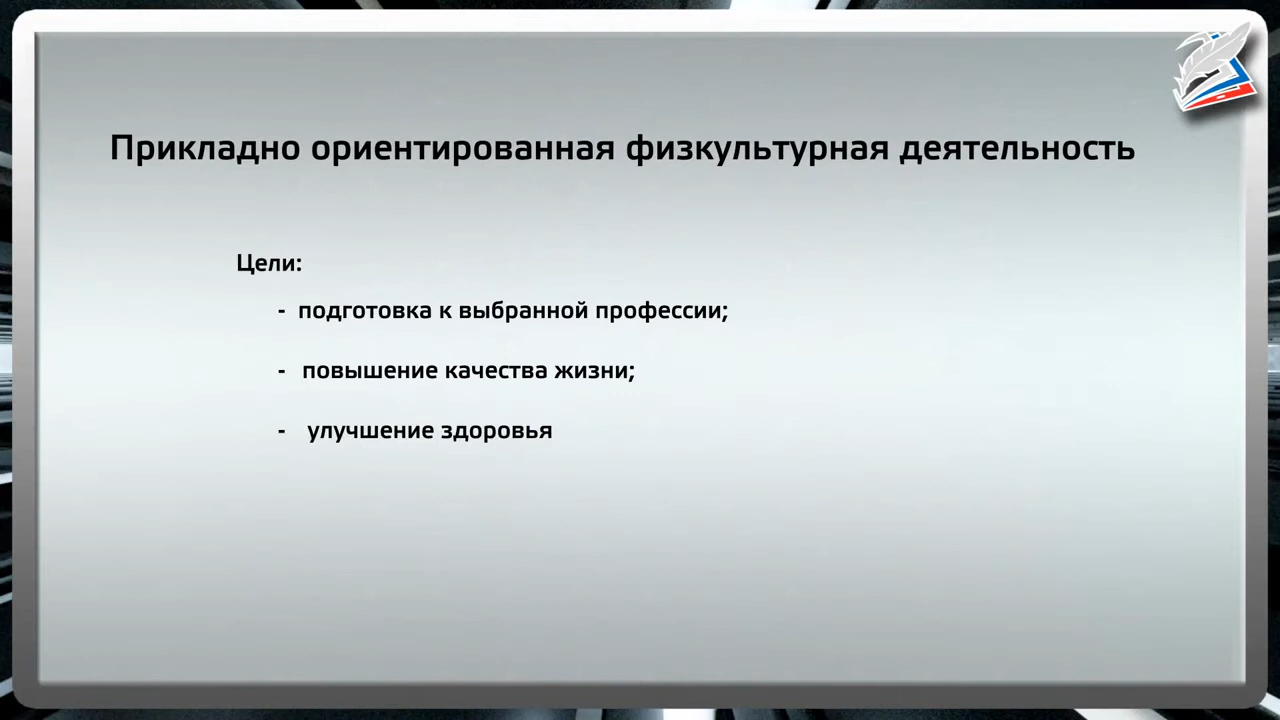 Прикладно ориентированная физкультурная деятельность
Цели:
- подготовка к выбранной профессии;
- повышение качества жизни;
- улучшение здоровья